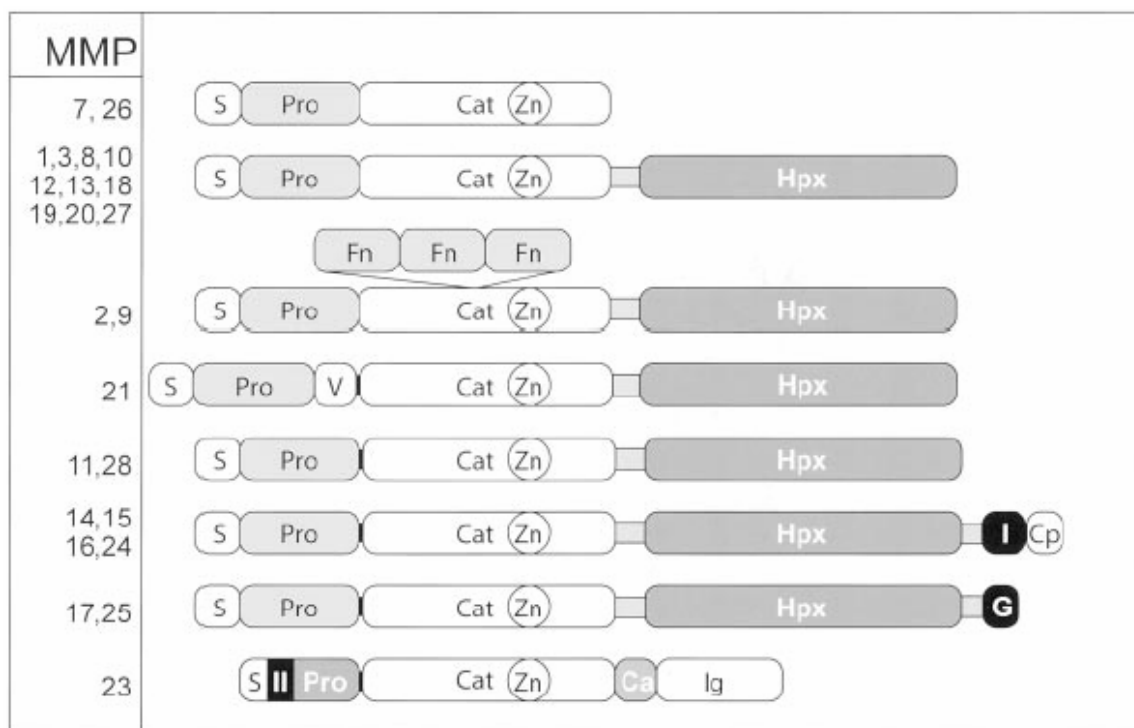 MMP
7, 26
S Pro Cat Zn
1,3,8,10
12,13,18
19,20,27
S Pro Cat Zn Hpx
Fn Fn Fn
2,9
S Pro Cat Zn Hpx
21
S Pro V Cat Zn Hpx
11,28
S Pro Cat Zn Hpx
14,15
16,24
S Pro Cat Zn Hpx I Cp
17,25
S Pro Cat Zn Hpx G
23
S II Pro Cat Zn Ca Ig